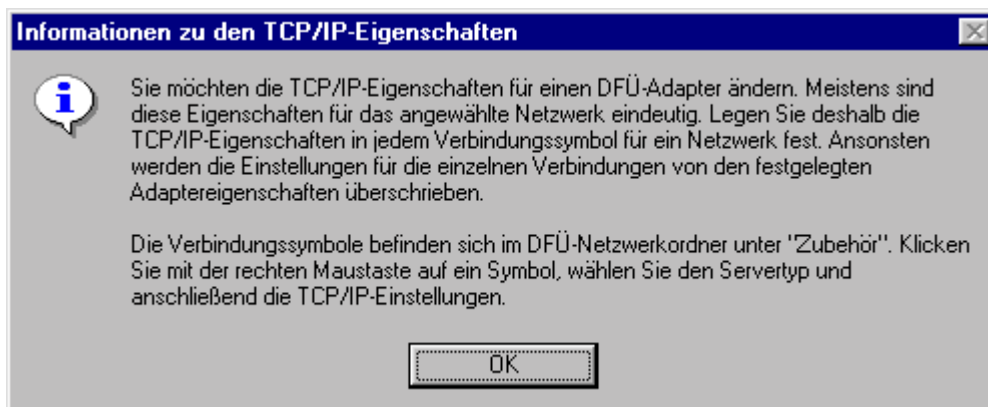 Informationen zu den TCP/IP-Eigenschaften
Sie möchten die TCP/IP-Eigenschaften für einen DFÜ-Adapter ändern. Meistens sind
diese Eigenschaften für das angewählte Netzwerk eindeutig. Legen Sie deshalb die
TCP/IP-Eigenschaften in jedem Verbindungssymbol für ein Netzwerk fest. Ansonsten
werden die Einstellungen für die einzelnen Verbindungen von den festgelegten
Adaptereigenschaften überschrieben.
Die Verbindungssymbole befinden sich im DFÜ-Netzwerkordner unter "Zubehör". Klicken
Sie mit der rechten Maustaste auf ein Symbol, wählen Sie den Servertyp und
anschließend die TCP/IP-Einstellungen.
OK